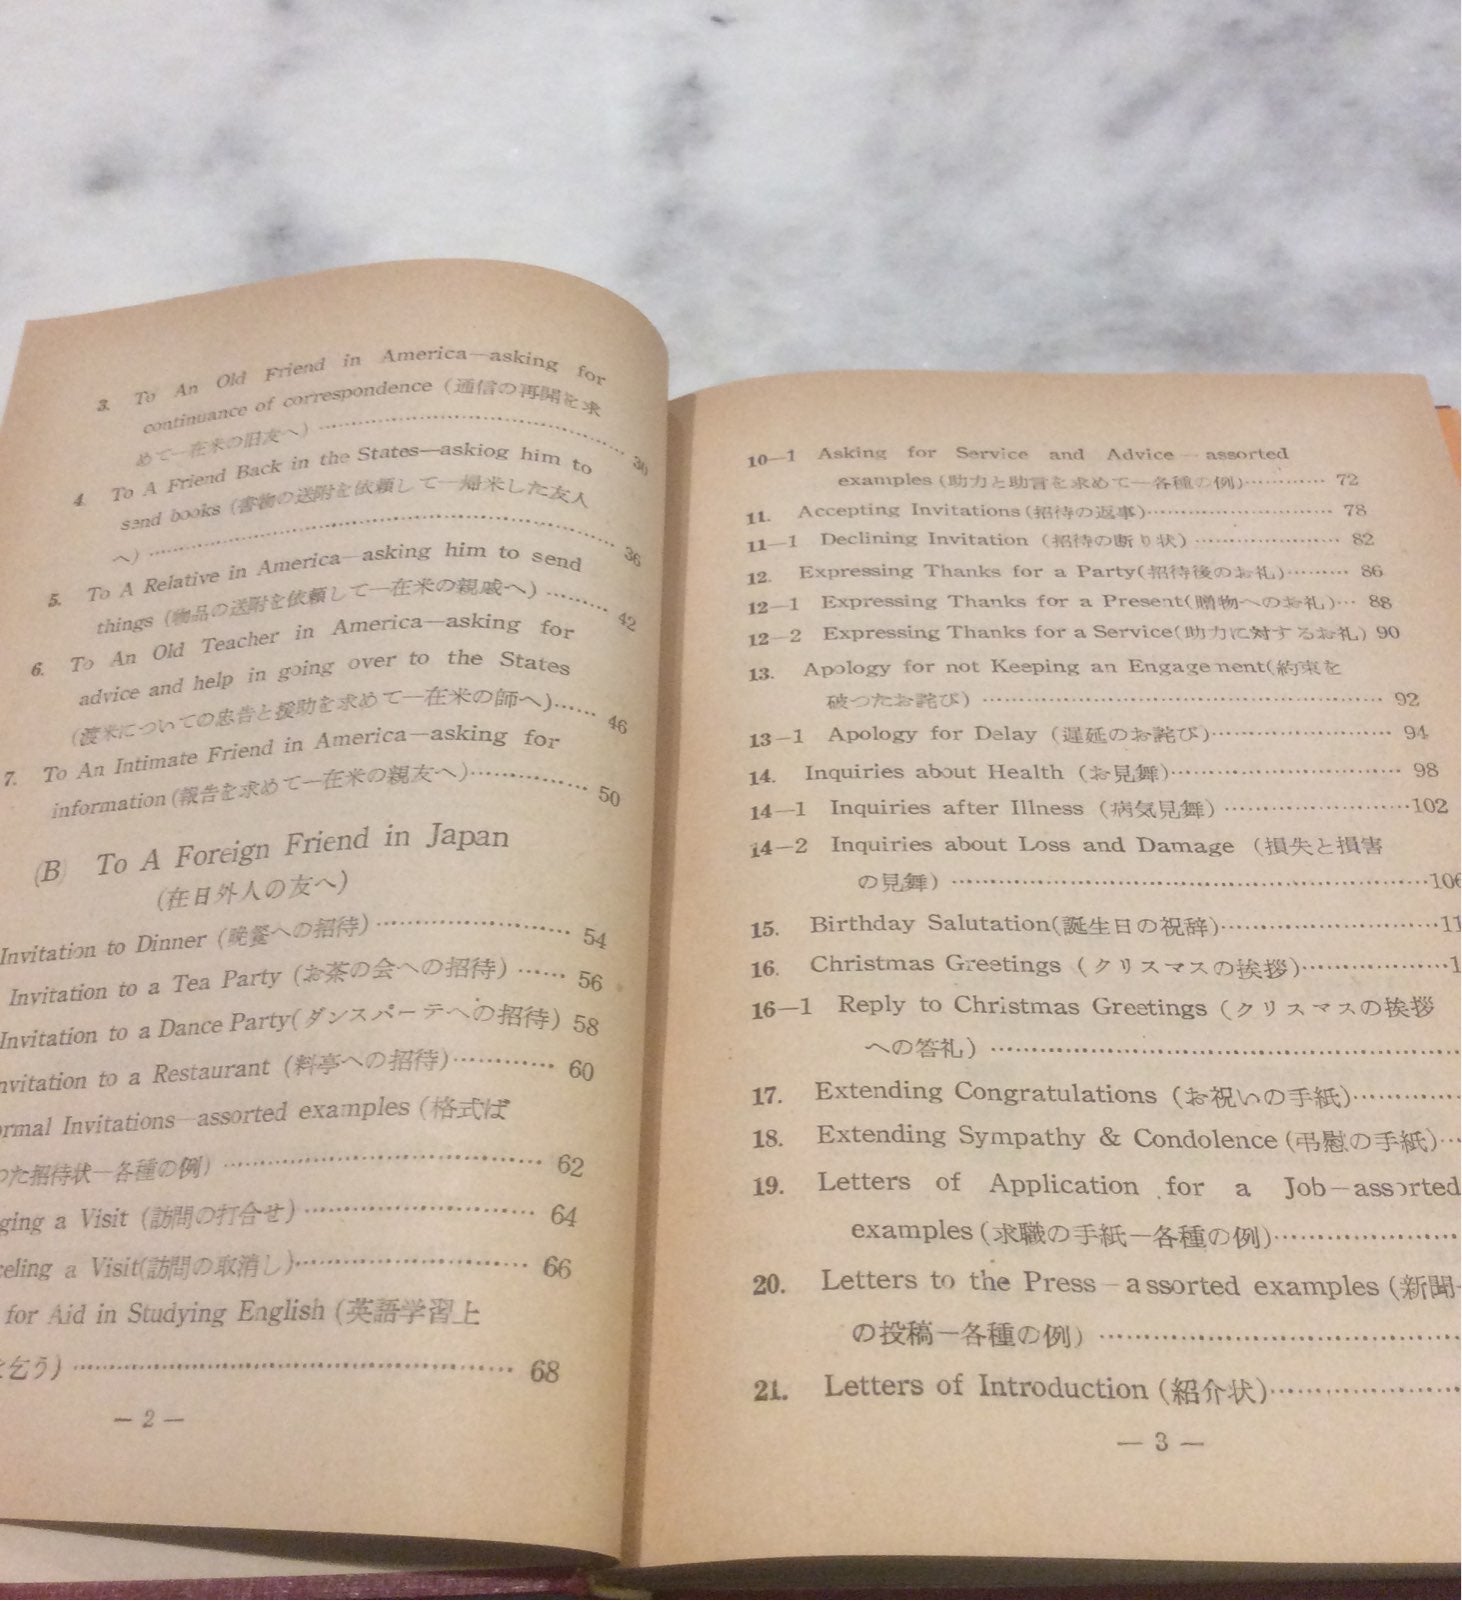 3. To An Old Friend in America—asking for
continuance of correspondence (通信の再開を求
めて—在米の旧友へ) ………… 30
4. To A Friend Back in the States—askiog him to
send books (書物の送附を依頼して—帰米した友人
へ) ………… 36
5. To A Relative in America—asking him to send
things (物品の送附を依頼して—在米の親戚へ) ……… 42
6. To An Old Teacher in America—asking for
advice and help in going over to the States
(渡米についての忠告と援助を求めて—在米の師へ)…… 46
7. To An Intimate Friend in America—asking for
information (報告を求めて—在米の親友へ)………… 50
(B) To A Foreign Friend in Japan
(在日外人の友へ)
Invitation to Dinner (晩餐への招待) ………… 54
Invitation to a Tea Party (お茶の会への招待) …… 56
Invitation to a Dance Party(ダンスパーテへの招待) 58
nvitation to a Restaurant (料亭への招待)………… 60
ormal Invitations—assorted examples (格式ば
った招待状—各種の例) ………… 62
ging a Visit (訪問の打合せ) ………… 64
celing a Visit(訪問の取消し)………… 66
for Aid in Studying English (英語学習上
を乞う) ………… 68
— 2 —
10—1 Asking for Service and Advice—assorted
examples (助力と助言を求めて—各種の例)………… 72
11. Accepting Invitations(招待の返事)………… 78
11—1 Declining Invitation (招待の断り状) ………… 82
12. Expressing Thanks for a Party(招待後のお礼)……… 86
12—1 Expressing Thanks for a Present(贈物へのお礼)… 88
12—2 Expressing Thanks for a Service(助力に対するお礼) 90
13. Apology for not Keeping an Engagement(約束を
破つたお詫び) ………… 92
13—1 Apology for Delay (遅延のお詫び)………… 94
14. Inquiries about Health (お見舞)………… 98
14—1 Inquiries after Illness (病気見舞) …………102
14—2 Inquiries about Loss and Damage (損失と損害
の見舞) …………106
15. Birthday Salutation(誕生日の祝辞)…………11
16. Christmas Greetings (クリスマスの挨拶)…………1
16—1 Reply to Christmas Greetings (クリスマスの挨拶
への答礼) …………
17. Extending Congratulations (お祝いの手紙)…………
18. Extending Sympathy & Condolence (弔慰の手紙)…
19. Letters of Application for a Job—assorted
examples (求職の手紙—各種の例)…………
20. Letters to the Press—assorted examples (新聞
の投稿—各種の例) …………
21. Letters of Introduction (紹介状)…………
— 3 —